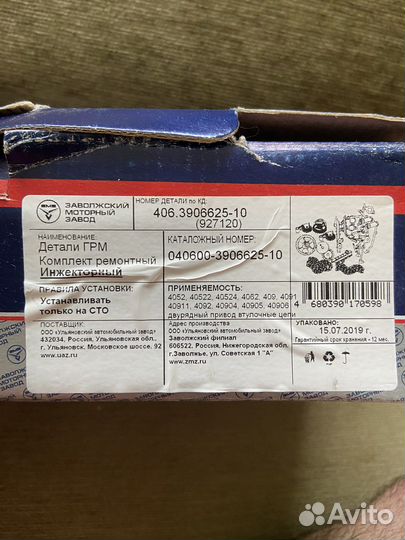 ЗМЗ
ЗАВОЛЖСКИЙ
МОТОРНЫЙ
ЗАВОД
НОМЕР ДЕТАЛИ по КД:
406.3906625-10
(927120)
НАИМЕНОВАНИЕ:
Детали ГРМ
Комплект ремонтный
Инжекторный
КАТАЛОЖНЫЙ НОМЕР:
040600-3906625-10
ПРАВИЛА УСТАНОВКИ:
Устанавливать
только на СТО
ПРИМЕНЯЕМОСТЬ:
4052, 40522, 40524, 4062, 409, 4091,
40911, 4092, 40904, 40905, 40906
двурядный привод втулочные цепи
4 680390 170598
ПОСТАВЩИК:
ООО «Ульяновский автомобильный завод»
432034, Россия, Ульяновская обл.,
г. Ульяновск, Московское шоссе, 92
www.uaz.ru
Адрес производства
ООО «Ульяновский автомобильный завод»
Заволжский филиал
606522, Россия, Нижегородская обл.
г.Заволжье, ул. Советская 1 "А"
www.zmz.ru
УПАКОВАНО:
15.07.2019 г.
Гарантийный срок хранения - 12 мес.
Avito